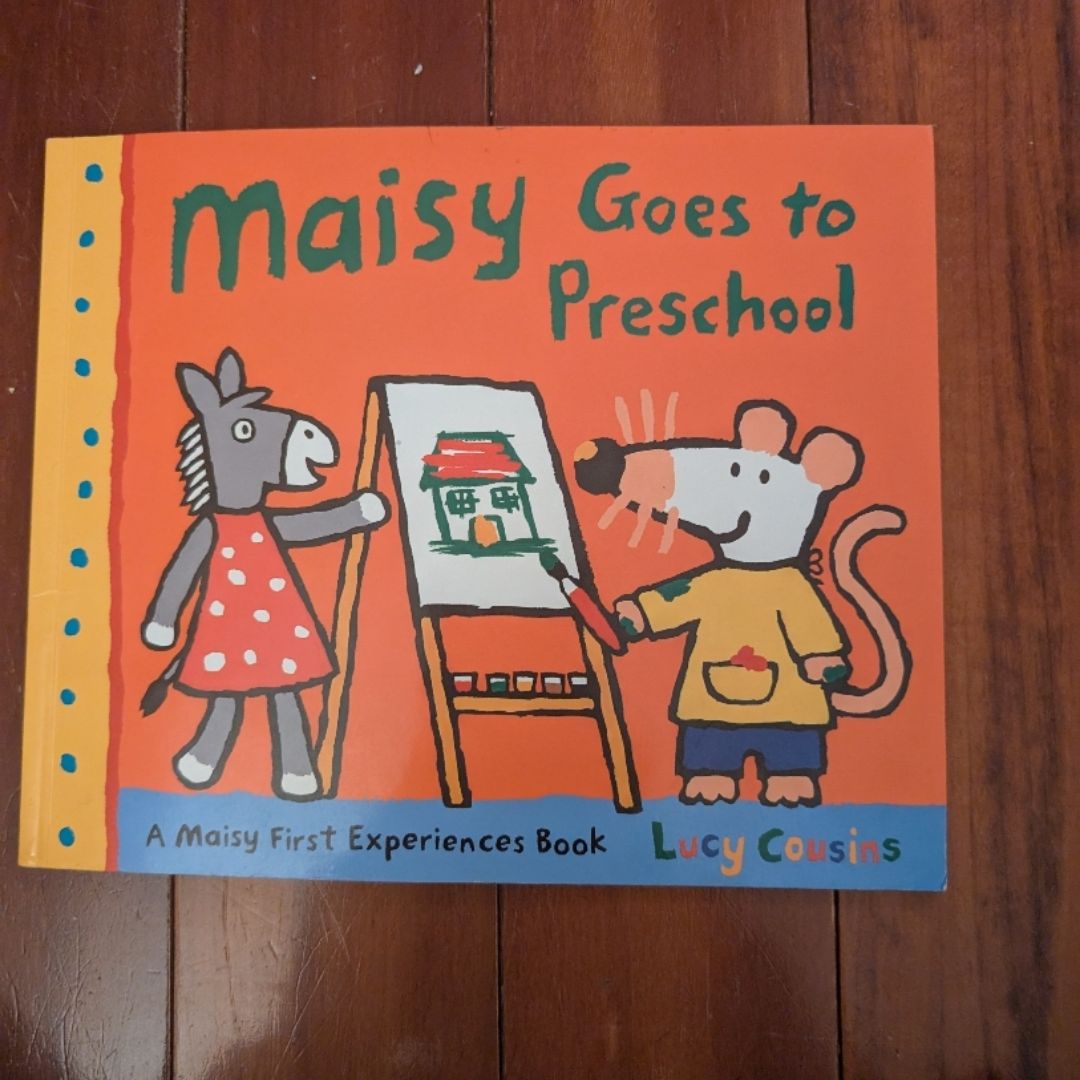 Maisy Goes to
Preschool
A Maisy First Experiences Book Lucy Cousins